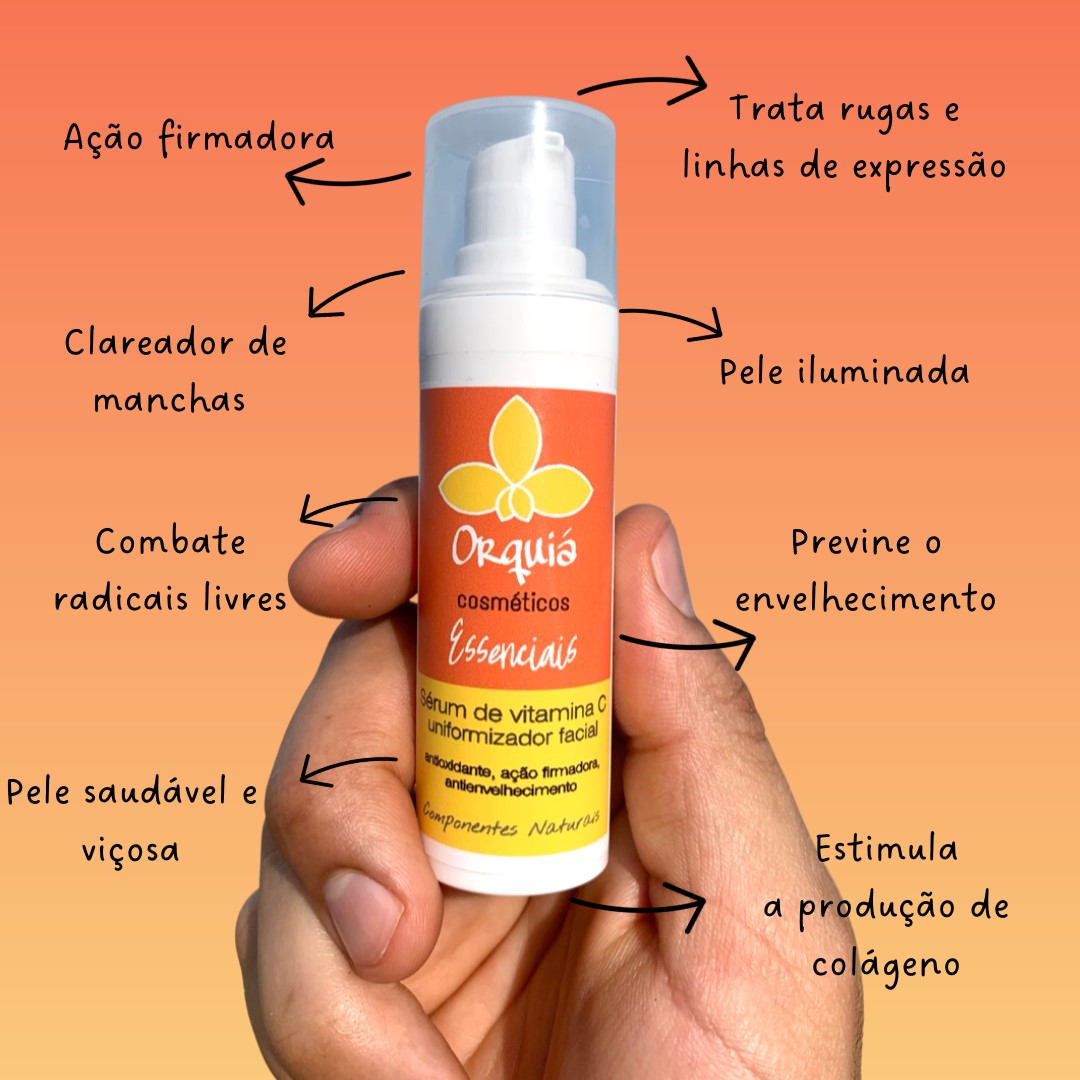 Ação firmadora
Trata rugas e
linhas de expressão
Clareador de
manchas
Pele iluminada
Combate
radicais livres
Previne o
envelhecimento
Pele saudável e
viçosa
Estimula
a produção de
colágeno
Orquiá
cosméticos
Essenciais
Sérum de vitamina C
uniformizador facial
antioxidante, ação firmadora,
antienvelhecimento
Componentes Naturais